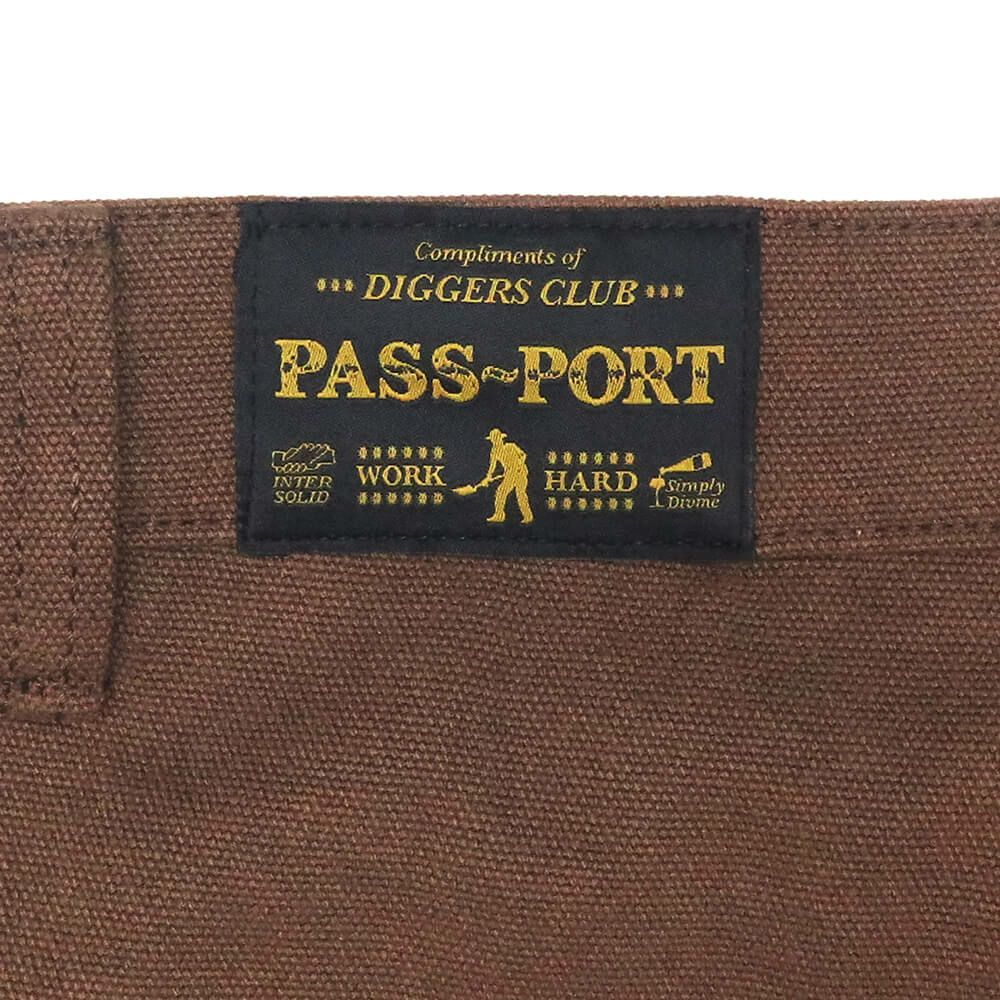 Compliments of
DIGGERS CLUB
PASS~PORT
INTER
SOLID
WORK
HARD
Simply
Divine